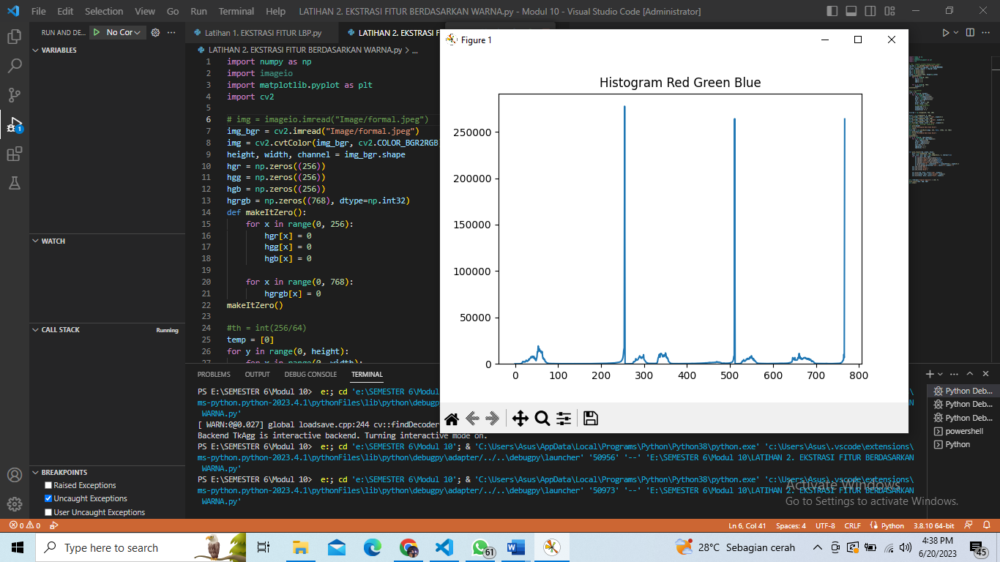 File Edit Selection View Go Run Terminal Help LATIHAN 2. EKSTRASI FITUR BERDASARKAN WARNA.py - Modul 10 - Visual Studio Code [Administrator]
RUN AND DE... No Cor ...
Latihan 1. EKSTRASI FITUR LBP.py LATIHAN 2. EKSTRASI F
LATIHAN 2. EKSTRASI FITUR BERDASARKAN WARNA.py > ...
VARIABLES
WATCH
CALL STACK Running
BREAKPOINTS
Raised Exceptions
Uncaught Exceptions
User Uncaught Exceptions
1 import numpy as np
2 import imageio
3 import matplotlib.pyplot as plt
4 import cv2
5
6 # img = imageio.imread("Image/formal.jpeg")
7 img_bgr = cv2.imread("Image/formal.jpeg")
8 img = cv2.cvtColor(img_bgr, cv2.COLOR_BGR2RGB
9 height, width, channel = img_bgr.shape
10 hgr = np.zeros((256))
11 hgg = np.zeros((256))
12 hgb = np.zeros((256))
13 hgrgb = np.zeros((768), dtype=np.int32)
14 def makeItZero():
15 for x in range(0, 256):
16 hgr[x] = 0
17 hgg[x] = 0
18 hgb[x] = 0
19
20 for x in range(0, 768):
21 hgrgb[x] = 0
22 makeItZero()
23
24 #th = int(256/64)
25 temp = [0]
26 for y in range(0, height):
27 for x in range(0, width):
Figure 1
Histogram Red Green Blue
250000
200000
150000
100000
50000
0
0 100 200 300 400 500 600 700 800
PROBLEMS OUTPUT DEBUG CONSOLE TERMINAL
PS E:\SEMESTER 6\Modul 10> e:; cd 'e:\SEMESTER 6\Modul
ms-python.python-2023.4.1\pythonFiles\lib\python\debugp
WARNA.py'
[ WARN:0@0.027] global loadsave.cpp:244 cv::findDecoder
Backend TkAgg is interactive backend. Turning interactive mode on.
PS E:\SEMESTER 6\Modul 10> e:; cd 'e:\SEMESTER 6\Modul 10'; & 'C:\Users\Asus\AppData\Local\Programs\Python\Python38\python.exe' 'c:\Users\Asus\.vscode\extensions\
ms-python.python-2023.4.1\pythonFiles\lib\python\debugpy\adapter/../..\debugpy\launcher' '50956' '--' 'E:\SEMESTER 6\Modul 10\LATIHAN 2. EKSTRASI FITUR BERDASARKAN
WARNA.py'
PS E:\SEMESTER 6\Modul 10> e:; cd 'e:\SEMESTER 6\Modul 10'; & 'C:\Users\Asus\AppData\Local\Programs\Python\Python38\python.exe' 'c:\Users\Asus\.vscode\extensions\
ms-python.python-2023.4.1\pythonFiles\lib\python\debugpy\adapter/../..\debugpy\launcher' '50973' '--' 'E:\SEMESTER 6\Modul 10\LATIHAN 2. EKSTRASI FITUR BERDASARKAN
WARNA.py'
Python Deb...
Python Deb...
Python Deb...
powershell
Python
Activate Windows
Go to Settings to activate Windows.
0 0 Ln 6, Col 41 Spaces: 4 UTF-8 CRLF Python 3.8.10 64-bit
Type here to search
61
28°C Sebagian cerah
4:38 PM
6/20/2023
45